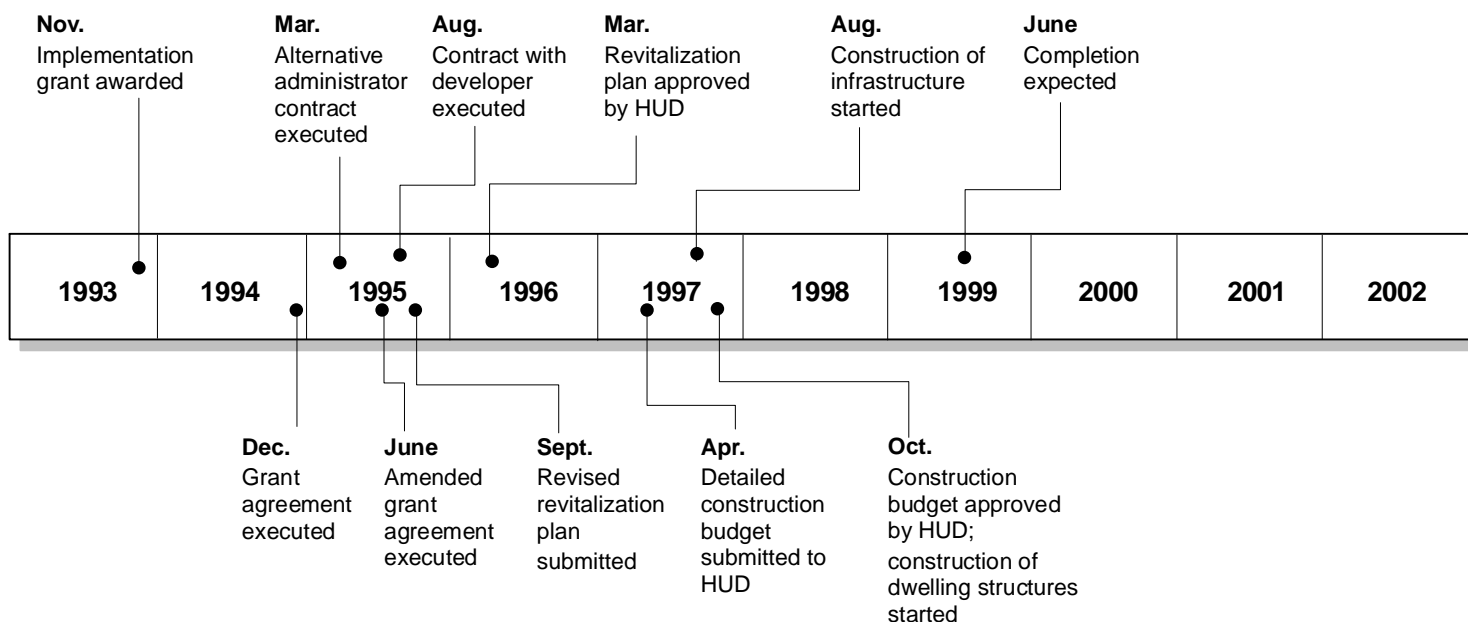 Nov.
Implementation
grant awarded
Mar.
Alternative
administrator
contract
executed
Aug.
Contract with
developer
executed
Mar.
Revitalization
plan approved
by HUD
Aug.
Construction of
infrastructure
started
June
Completion
expected
1993
1994
1995
1996
1997
1998
1999
2000
2001
2002
Dec.
Grant
agreement
executed
June
Amended
grant
agreement
executed
Sept.
Revised
revitalization
plan
submitted
Apr.
Detailed
construction
budget
submitted to
HUD
Oct.
Construction
budget approved
by HUD;
construction of
dwelling structures
started